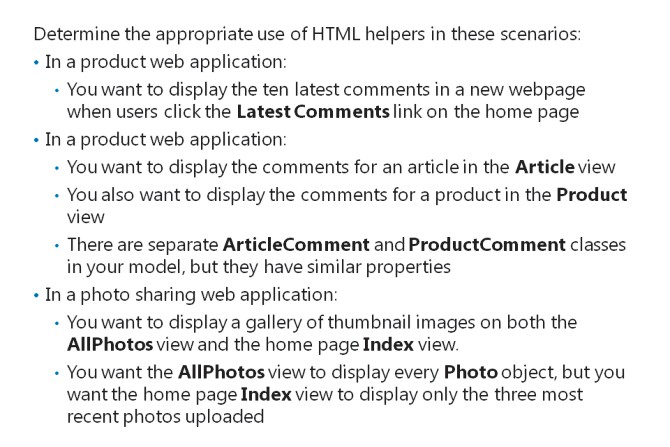 Determine the appropriate use of HTML helpers in these scenarios:
• In a product web application:
• You want to display the ten latest comments in a new webpage
when users click the Latest Comments link on the home page
• In a product web application:
• You want to display the comments for an article in the Article view
• You also want to display the comments for a product in the Product
view
• There are separate ArticleComment and ProductComment classes
in your model, but they have similar properties
• In a photo sharing web application:
• You want to display a gallery of thumbnail images on both the
AllPhotos view and the home page Index view.
• You want the AllPhotos view to display every Photo object, but you
want the home page Index view to display only the three most
recent photos uploaded